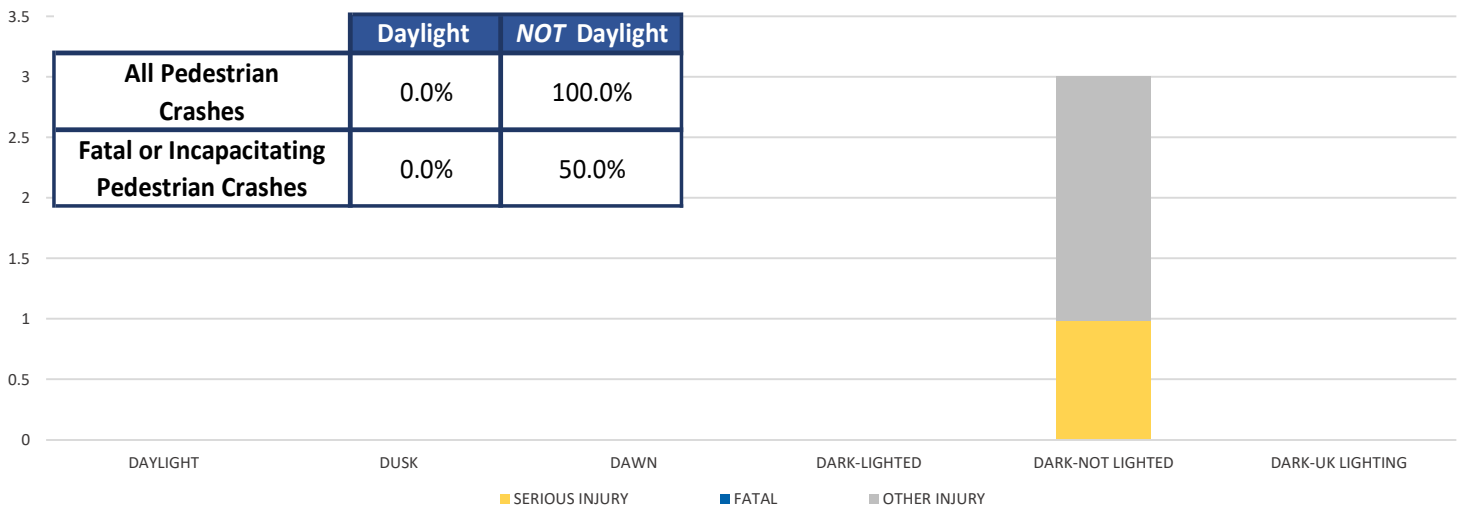 3.5
3
2.5
2
1.5
1
0.5
0
Daylight NOT Daylight
All Pedestrian
Crashes
0.0% 100.0%
Fatal or Incapacitating
Pedestrian Crashes
0.0% 50.0%
DAYLIGHT DUSK DAWN DARK-LIGHTED DARK-NOT LIGHTED DARK-UK LIGHTING
SERIOUS INJURY FATAL OTHER INJURY